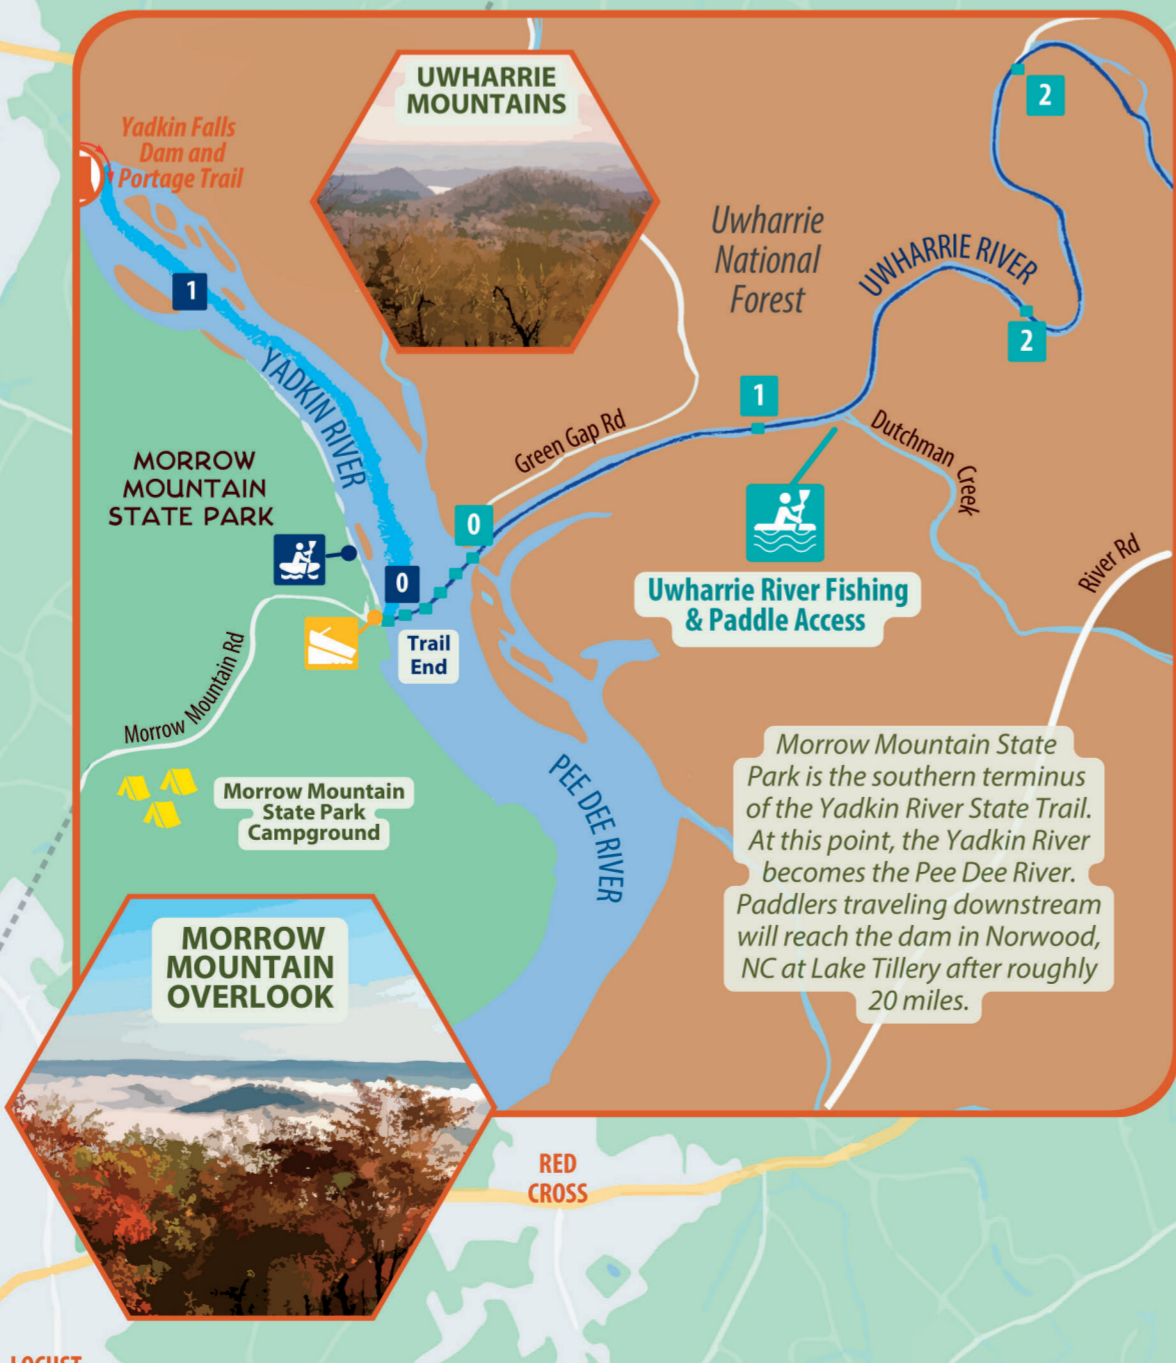 UWHARRIE
MOUNTAINS
2
Yadkin Falls
Dam and
Portage Trail
Uwharrie
National
Forest
UWHARRIE RIVER
1
2
YADKIN RIVER
1
Green Gap Rd
Dutchman Creek
MORROW
MOUNTAIN
STATE PARK
0
0
River Rd
Uwharrie River Fishing
& Paddle Access
Trail
End
Morrow Mountain Rd
Morrow Mountain
State Park
Campground
PEE DEE RIVER
Morrow Mountain State
Park is the southern terminus
of the Yadkin River State Trail.
At this point, the Yadkin River
becomes the Pee Dee River.
Paddlers traveling downstream
will reach the dam in Norwood,
NC at Lake Tillery after roughly
20 miles.
MORROW
MOUNTAIN
OVERLOOK
RED
CROSS
LOCUST